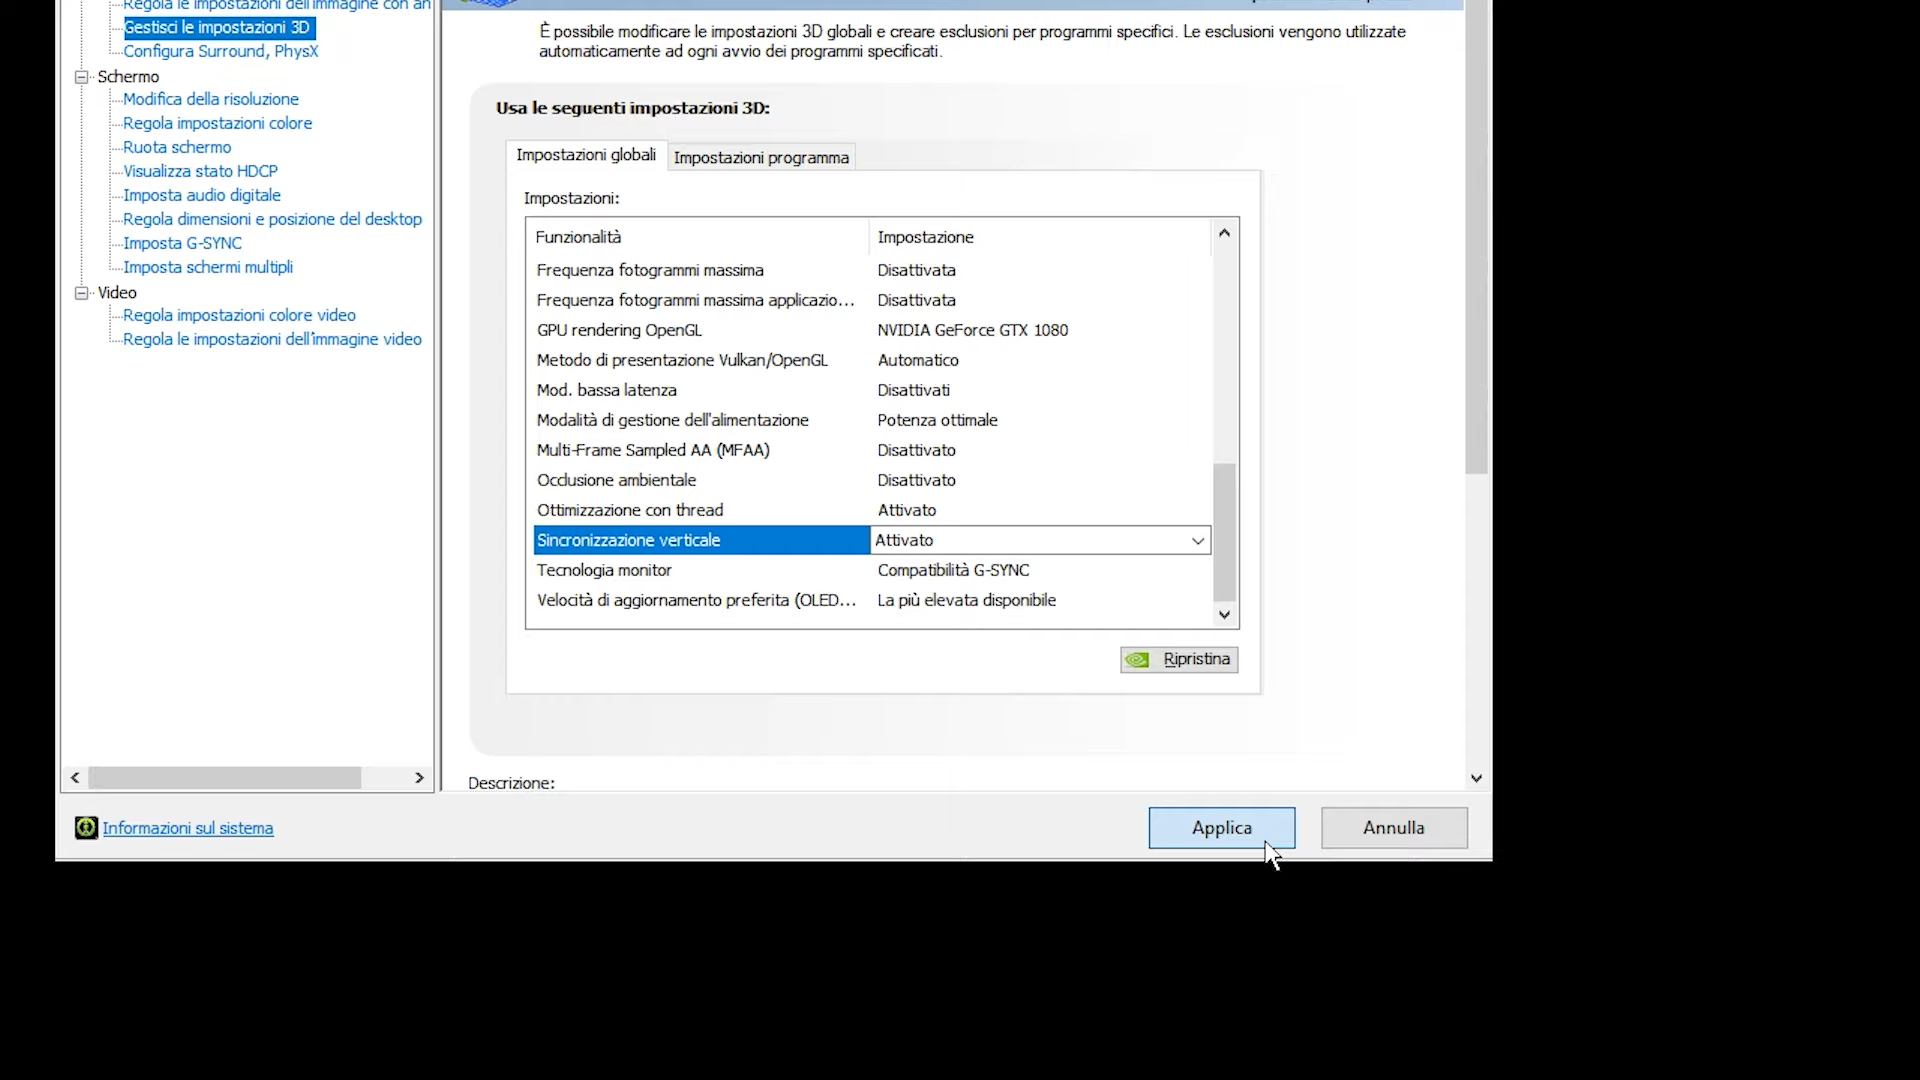 Regola le impostazioni dell'immagine con an
Gestisci le impostazioni 3D
Configura Surround, PhysX
Schermo
Modifica della risoluzione
Regola impostazioni colore
Ruota schermo
Visualizza stato HDCP
Imposta audio digitale
Regola dimensioni e posizione del desktop
Imposta G-SYNC
Imposta schermi multipli
Video
Regola impostazioni colore video
Regola le impostazioni dell'immagine video
Informazioni sul sistema
È possibile modificare le impostazioni 3D globali e creare esclusioni per programmi specifici. Le esclusioni vengono utilizzate
automaticamente ad ogni avvio dei programmi specificati.
Usa le seguenti impostazioni 3D:
Impostazioni globali Impostazioni programma
Impostazioni:
Funzionalità Impostazione
Frequenza fotogrammi massima Disattivata
Frequenza fotogrammi massima applicazio... Disattivata
GPU rendering OpenGL NVIDIA GeForce GTX 1080
Metodo di presentazione Vulkan/OpenGL Automatico
Mod. bassa latenza Disattivati
Modalità di gestione dell'alimentazione Potenza ottimale
Multi-Frame Sampled AA (MFAA) Disattivato
Occlusione ambientale Disattivato
Ottimizzazione con thread Attivato
Sincronizzazione verticale Attivato
Tecnologia monitor Compatibilità G-SYNC
Velocità di aggiornamento preferita (OLED... La più elevata disponibile
Ripristina
Descrizione:
Applica Annulla